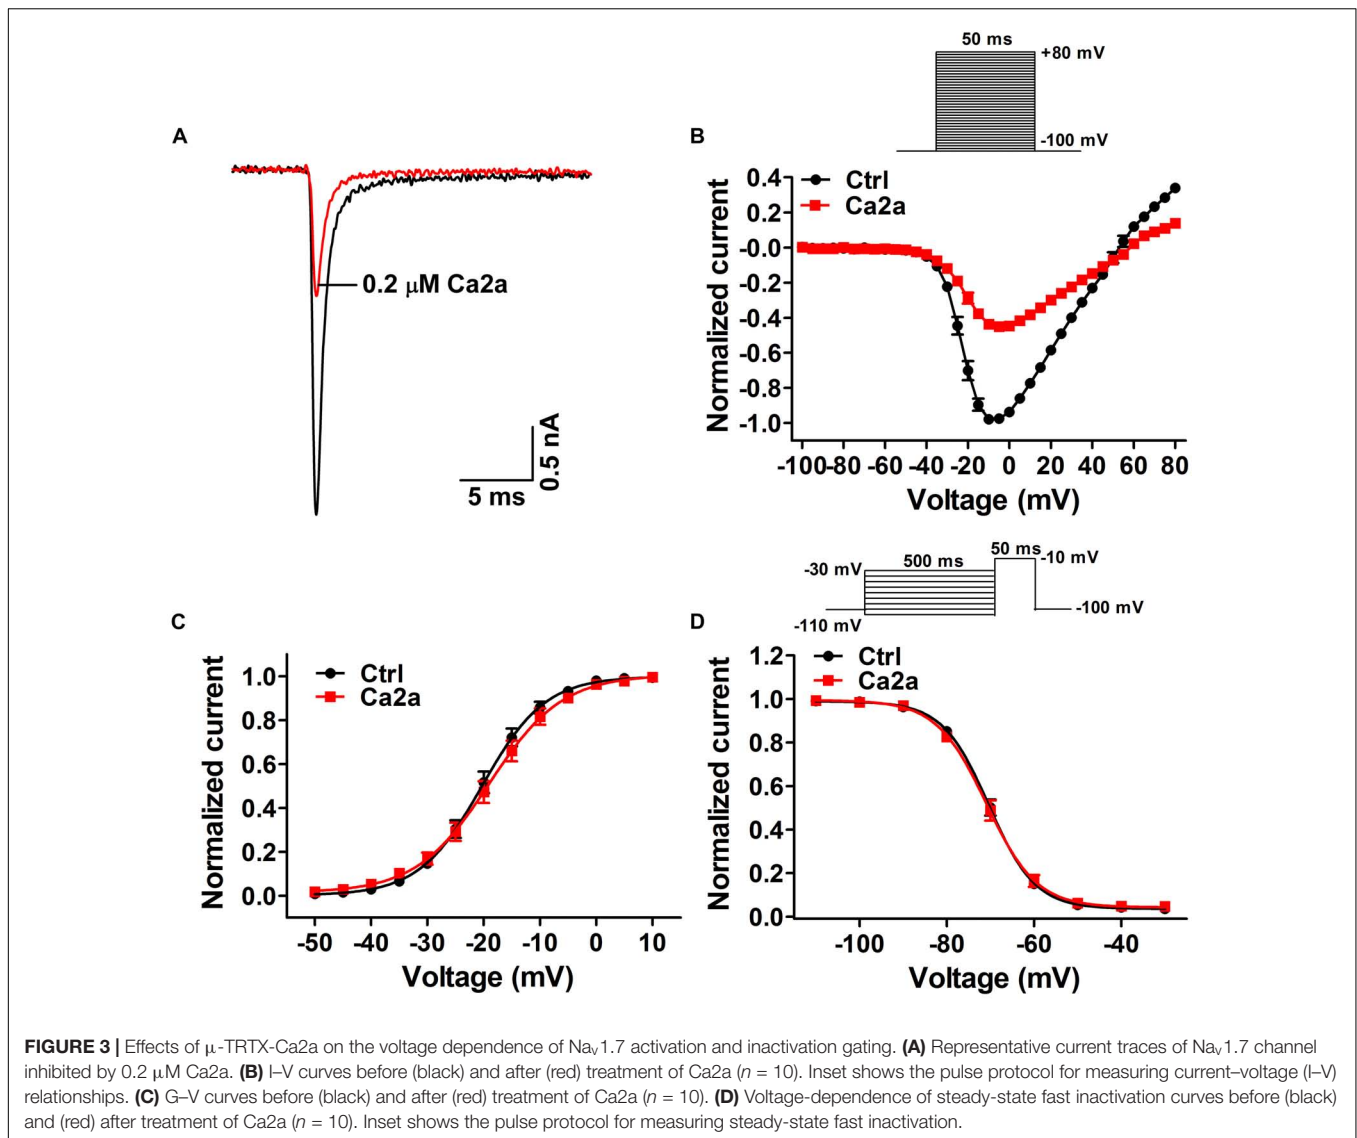 A
0.2 μM Ca2a
0.5 nA
5 ms
B
50 ms
+80 mV
-100 mV
Ctrl
Ca2a
0.4
0.2
-0.0
-0.2
-0.4
-0.6
-0.8
-1.0
Normalized current
-100 -80 -60 -40 -20 0 20 40 60 80
Voltage (mV)
C
Ctrl
Ca2a
1.0
0.8
0.6
0.4
0.2
0.0
Normalized current
-50 -40 -30 -20 -10 0 10
Voltage (mV)
D
-30 mV
500 ms
50 ms
-10 mV
-100 mV
-110 mV
Ctrl
Ca2a
1.2
1.0
0.8
0.6
0.4
0.2
0.0
Normalized current
-100 -80 -60 -40
Voltage (mV)
FIGURE 3 | Effects of μ-TRTX-Ca2a on the voltage dependence of Nav1.7 activation and inactivation gating. (A) Representative current traces of Nav1.7 channel
inhibited by 0.2 μM Ca2a. (B) I–V curves before (black) and after (red) treatment of Ca2a (n = 10). Inset shows the pulse protocol for measuring current–voltage (I–V)
relationships. (C) G–V curves before (black) and after (red) treatment of Ca2a (n = 10). (D) Voltage-dependence of steady-state fast inactivation curves before (black)
and (red) after treatment of Ca2a (n = 10). Inset shows the pulse protocol for measuring steady-state fast inactivation.